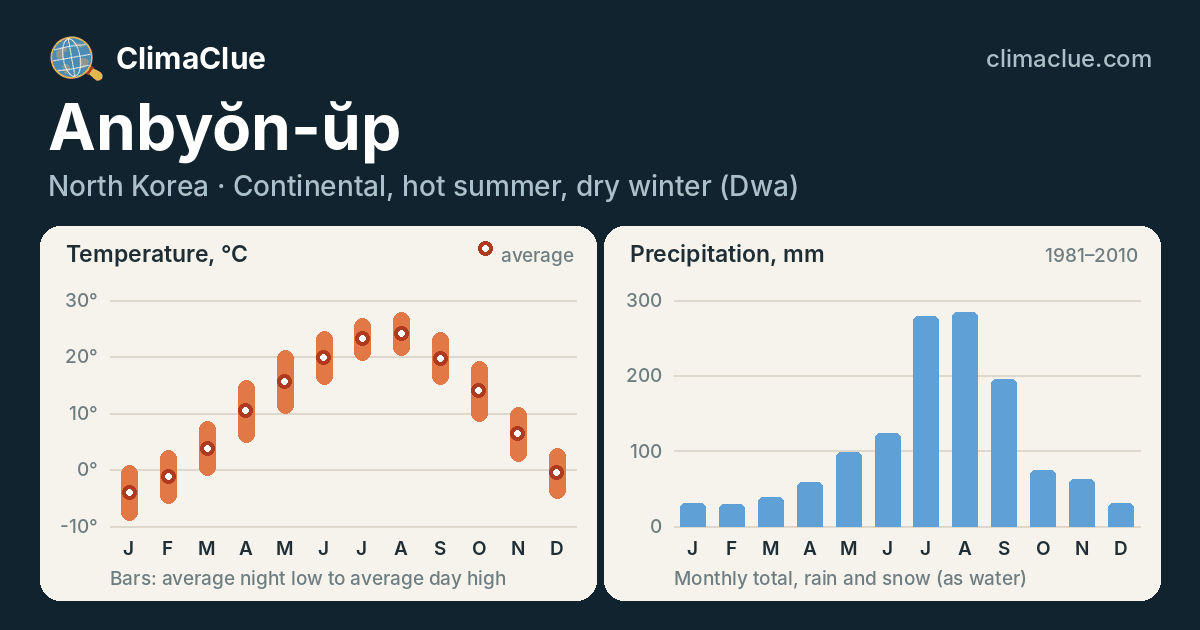 ClimaClue
climaclue.com
Anbyŏn-ŭp
North Korea · Continental, hot summer, dry winter (Dwa)
Temperature, °C
average
30°
20°
10°
0°
-10°
J F M A M J J A S O N D
Bars: average night low to average day high
Precipitation, mm
1981–2010
300
200
100
0
J F M A M J J A S O N D
Monthly total, rain and snow (as water)